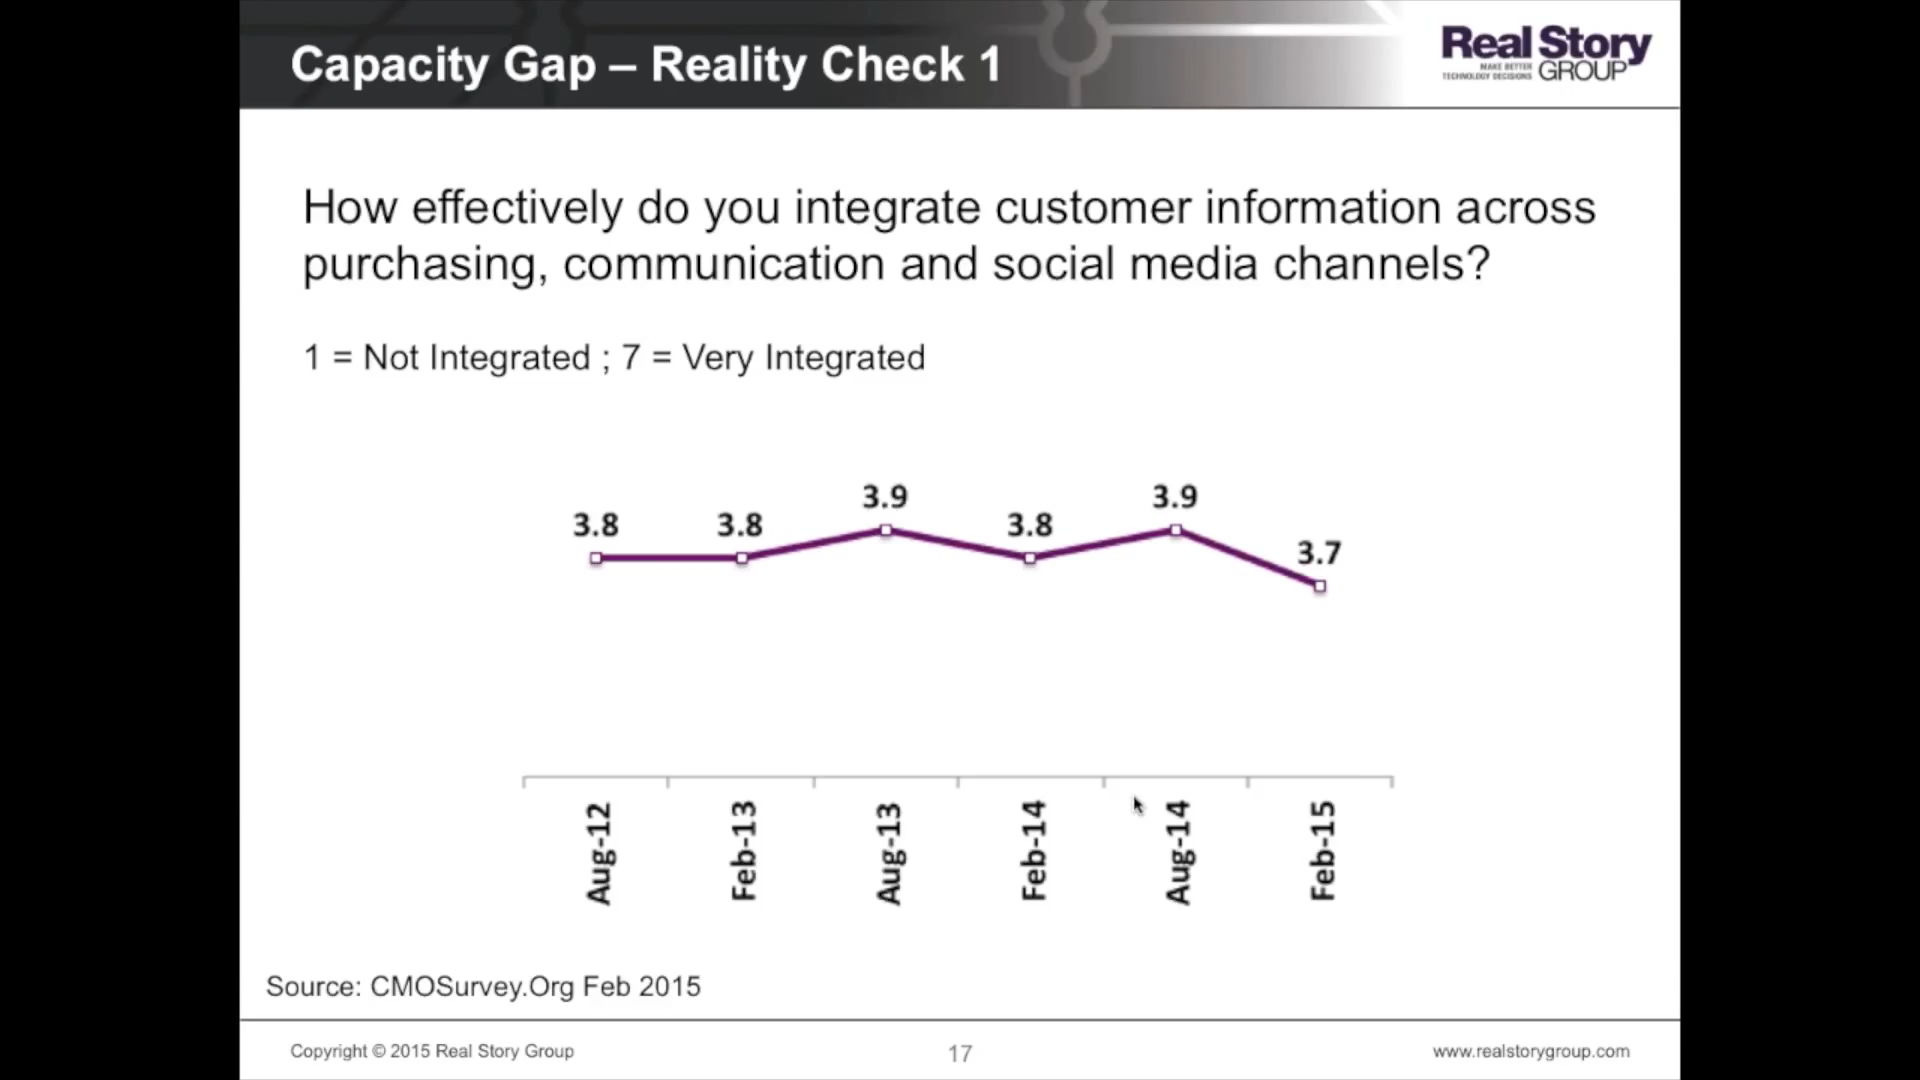 Capacity Gap – Reality Check 1
Real Story
MAKE BETTER
TECHNOLOGY DECISIONS
GROUP
How effectively do you integrate customer information across
purchasing, communication and social media channels?
1 = Not Integrated ; 7 = Very Integrated
3.8
3.8
3.9
3.8
3.9
3.7
Aug-12
Feb-13
Aug-13
Feb-14
Aug-14
Feb-15
Source: CMOSurvey.Org Feb 2015
Copyright © 2015 Real Story Group
17
www.realstorygroup.com